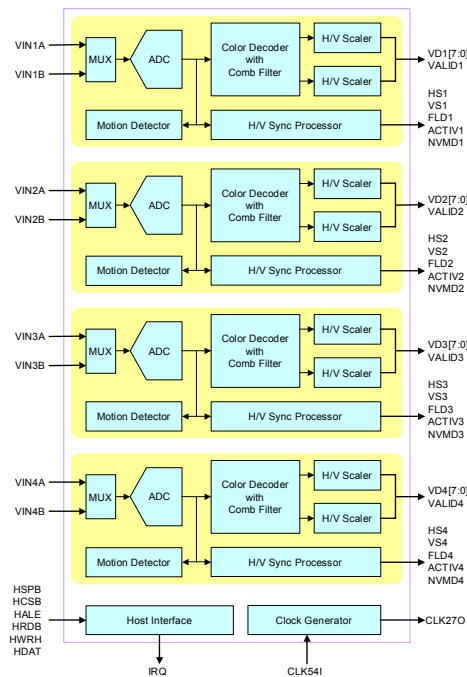 VIN1A
VIN1B
MUX
ADC
Color Decoder
with
Comb Filter
H/V Scaler
H/V Scaler
Motion Detector
H/V Sync Processor
VD1[7:0]
VALID1
HS1
VS1
FLD1
ACTIV1
NVMD1
VIN2A
VIN2B
MUX
ADC
Color Decoder
with
Comb Filter
H/V Scaler
H/V Scaler
Motion Detector
H/V Sync Processor
VD2[7:0]
VALID2
HS2
VS2
FLD2
ACTIV2
NVMD2
VIN3A
VIN3B
MUX
ADC
Color Decoder
with
Comb Filter
H/V Scaler
H/V Scaler
Motion Detector
H/V Sync Processor
VD3[7:0]
VALID3
HS3
VS3
FLD3
ACTIV3
NVMD3
VIN4A
VIN4B
MUX
ADC
Color Decoder
with
Comb Filter
H/V Scaler
H/V Scaler
Motion Detector
H/V Sync Processor
VD4[7:0]
VALID4
HS4
VS4
FLD4
ACTIV4
NVMD4
HSPB
HCSB
HALE
HRDB
HWRH
HDAT
Host Interface
Clock Generator
CLK27O
IRQ
CLK54I